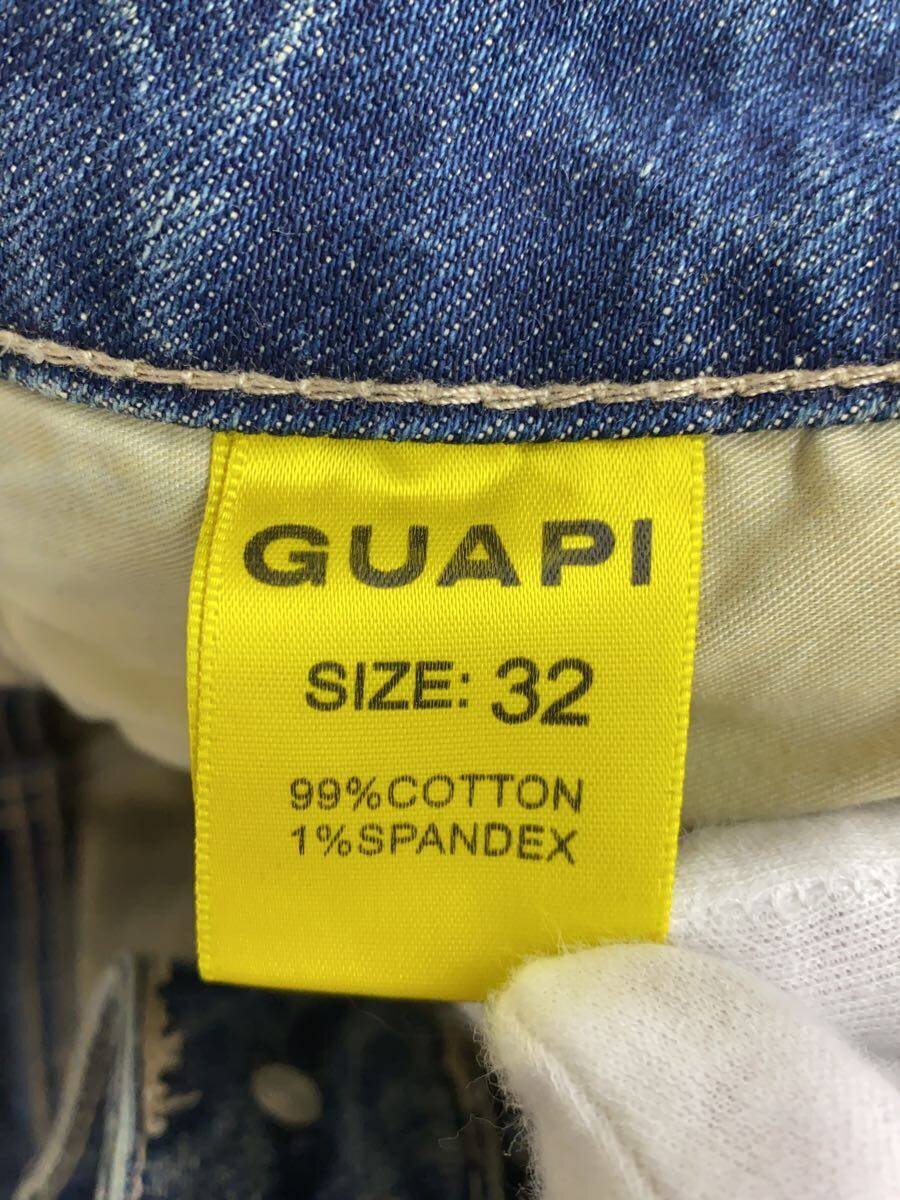 GUAPI
SIZE: 32
99%COTTON
1%SPANDEX